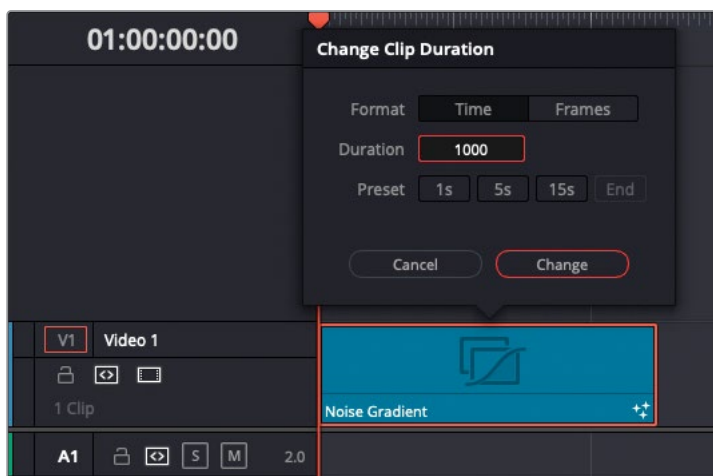 01:00:00:00
Change Clip Duration
Format Time Frames
Duration 1000
Preset 1s 5s 15s End
Cancel Change
V1 Video 1
1 Clip
Noise Gradient
A1 S M 2.0